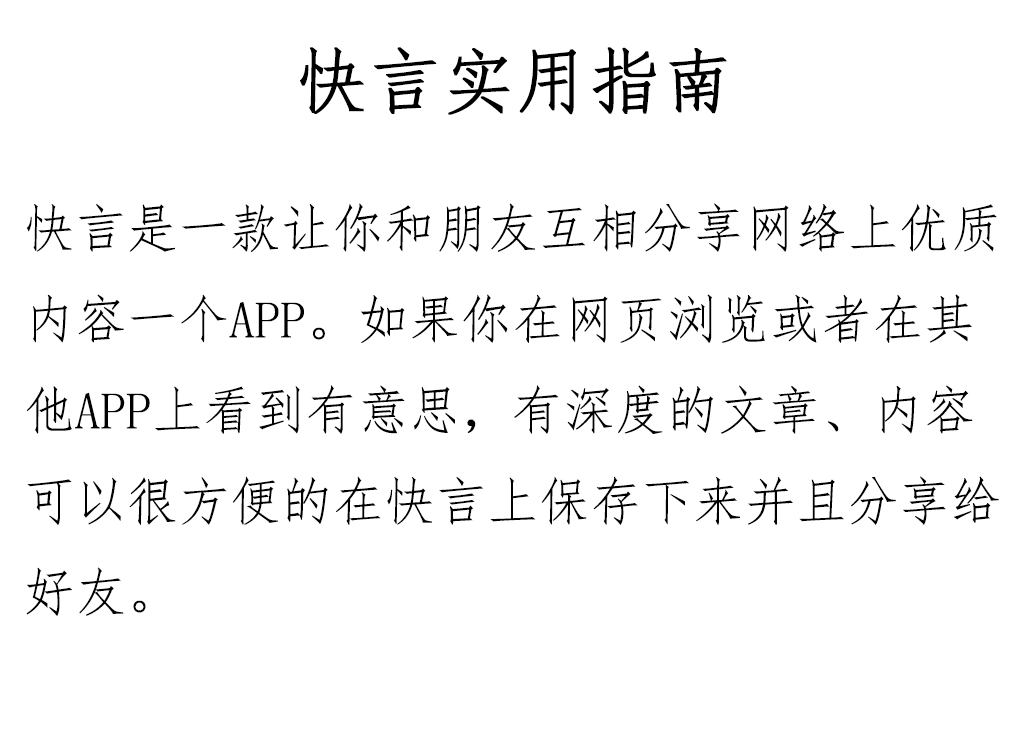 快言实用指南
快言是一款让你和朋友互相分享网络上优质
内容一个APP。如果你在网页浏览或者在其
他APP上看到有意思，有深度的文章、内容
可以很方便的在快言上保存下来并且分享给
好友。